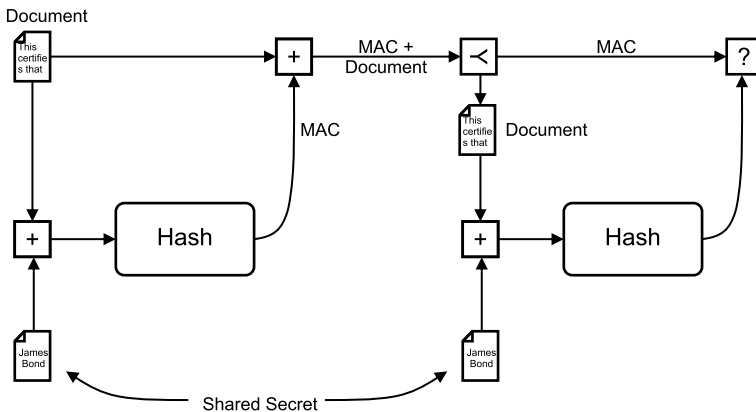 Document
This
certifie
s that
+
MAC +
Document
MAC
?
MAC
This
certifie
s that
Document
+
Hash
+
Hash
James
Bond
James
Bond
Shared Secret